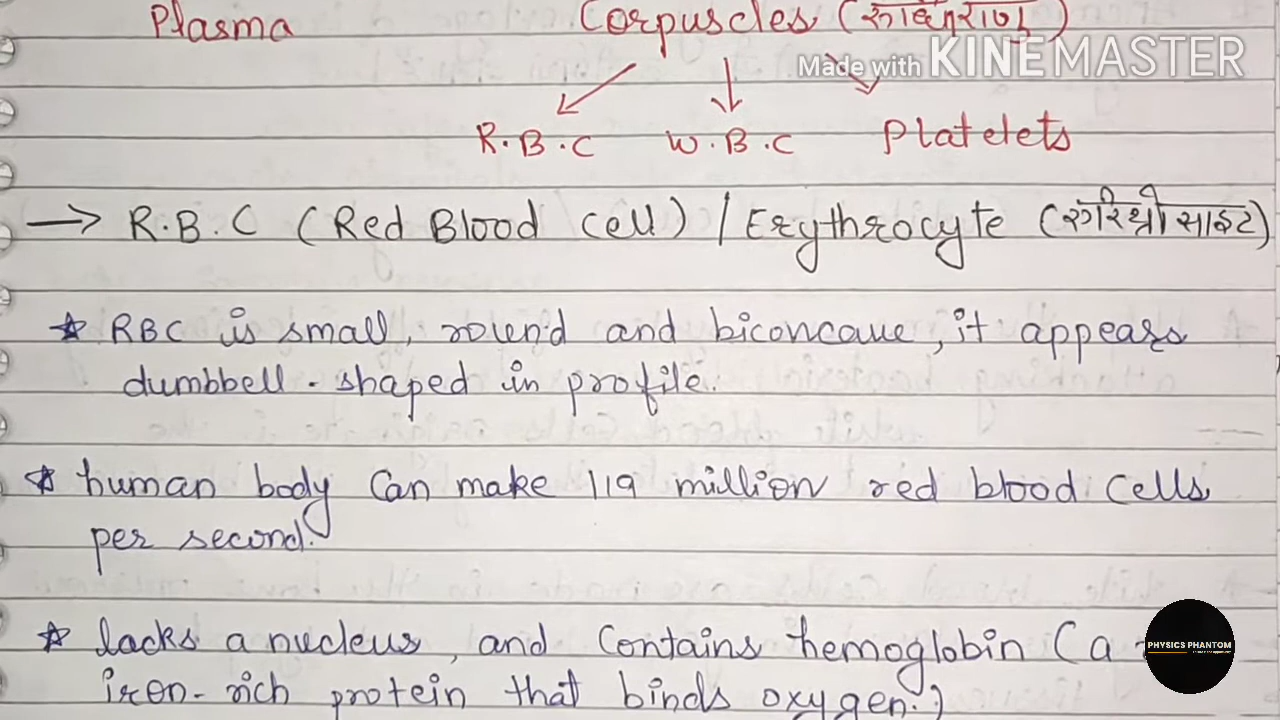 Plasma Corpuscles
Made with KINEMASTER
R.B.C W.B.C Platelets
→ R.B.C (Red Blood Cell) / Erythrocyte (एरिथ्रोसाइट)
☆ RBC is small, round and biconcave, it appears
dumbbell-shaped in profile.
☆ human body can make 119 million red blood cells
per second.
☆ lacks a nucleus, and contains hemoglobin (a
iron-rich protein that binds oxygen.)
PHYSICS PHANTOM